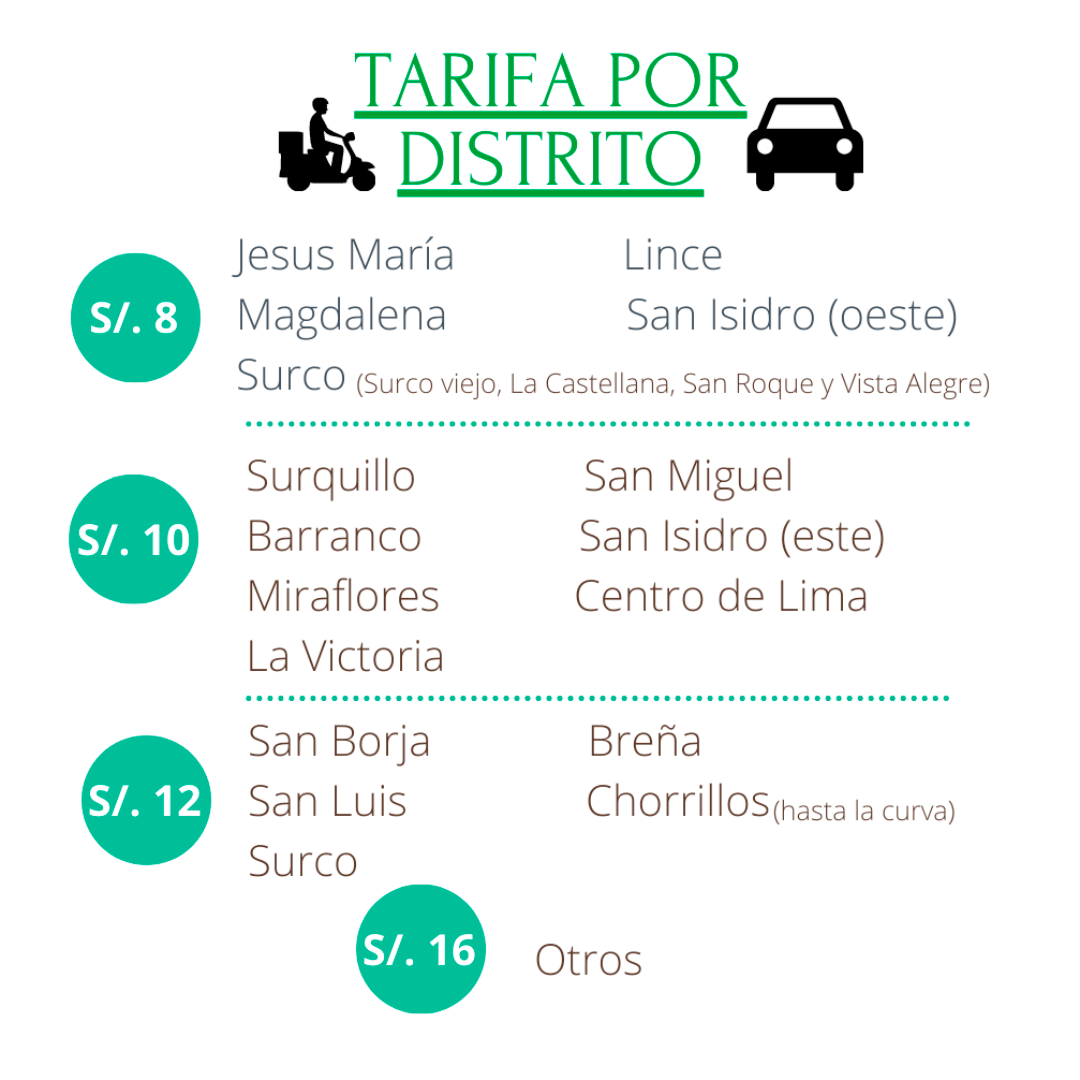 TARIFA POR
DISTRITO
S/. 8
Jesus María Lince
Magdalena San Isidro (oeste)
Surco (Surco viejo, La Castellana, San Roque y Vista Alegre)
S/. 10
Surquillo San Miguel
Barranco San Isidro (este)
Miraflores Centro de Lima
La Victoria
S/. 12
San Borja Breña
San Luis Chorrillos (hasta la curva)
Surco
S/. 16 Otros